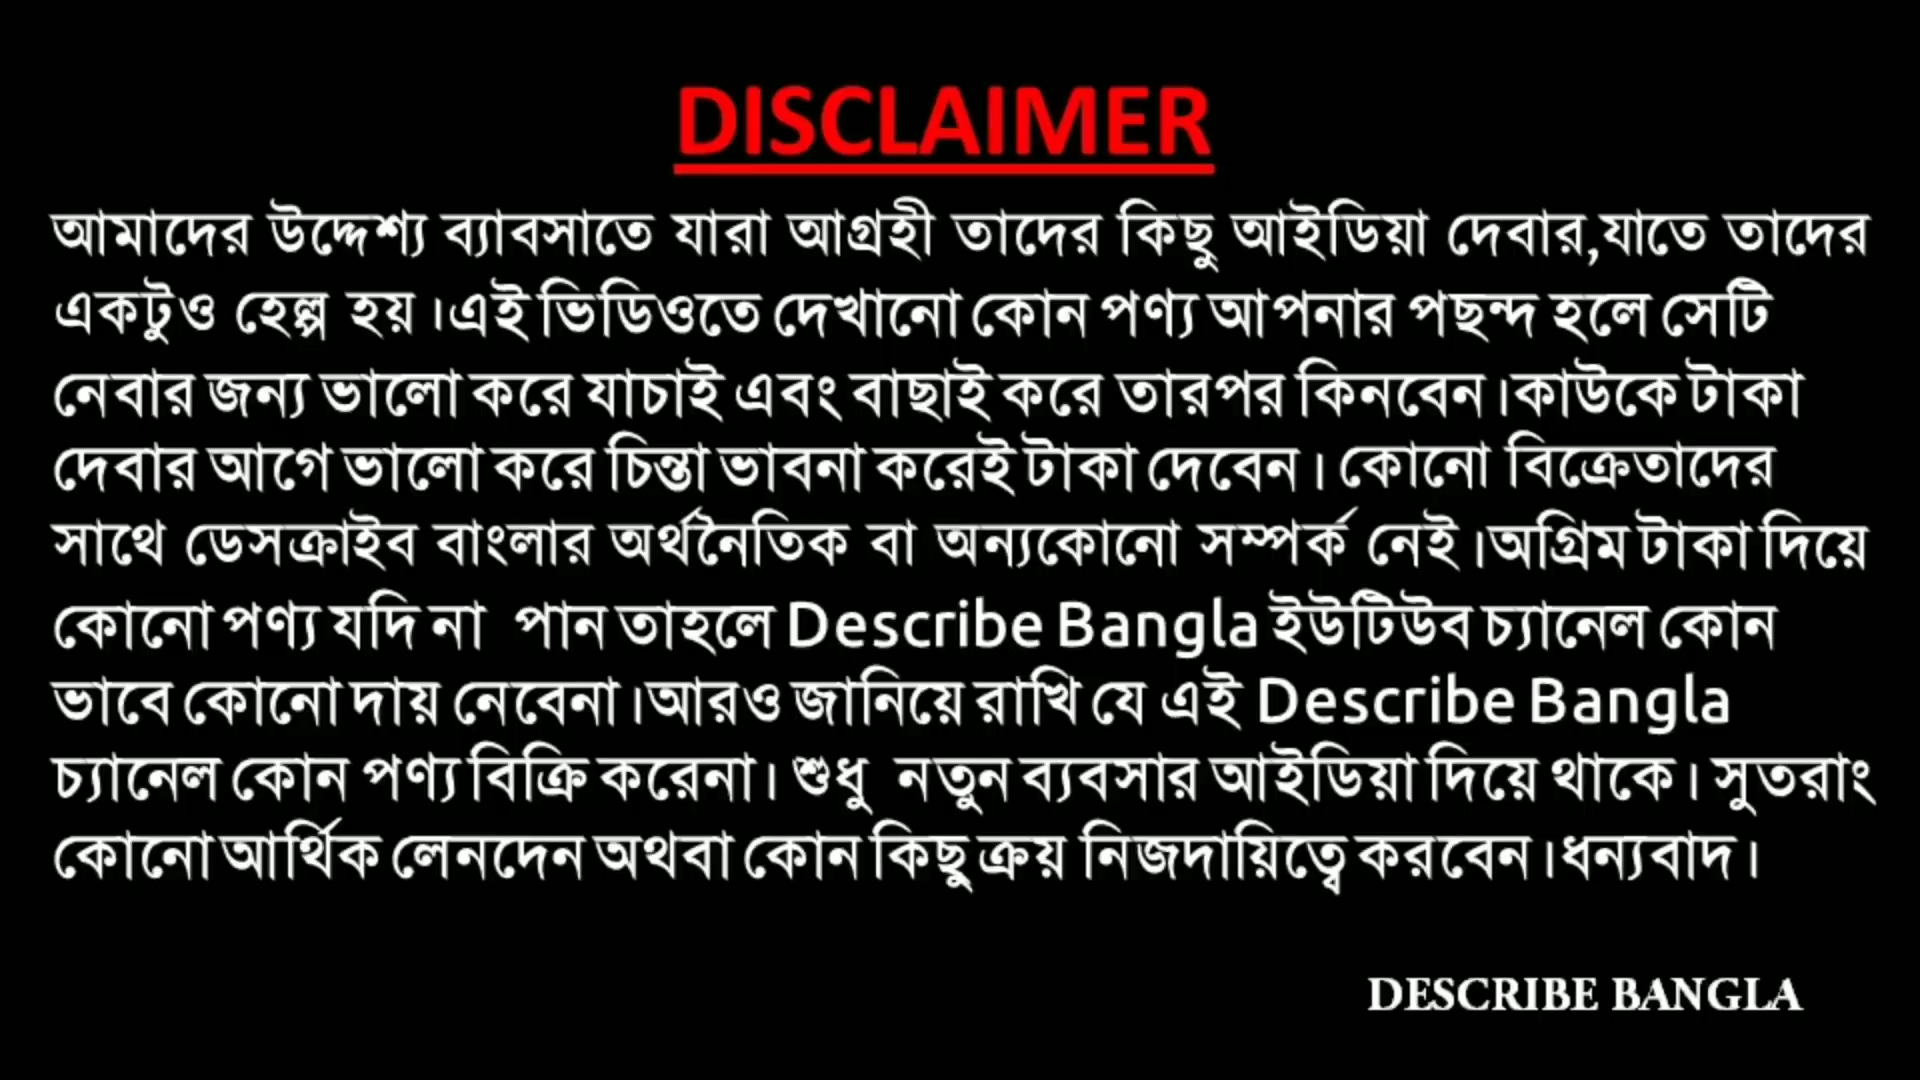 DISCLAIMER
আমাদের উদ্দেশ্য ব্যাবসাতে যারা আগ্রহী তাদের কিছু আইডিয়া দেবার,যাতে তাদের
একটুও হেল্প হয় ।এই ভিডিওতে দেখানো কোন পণ্য আপনার পছন্দ হলে সেটি
নেবার জন্য ভালো করে যাচাই এবং বাছাই করে তারপর কিনবেন।কাউকে টাকা
দেবার আগে ভালো করে চিন্তা ভাবনা করেই টাকা দেবেন। কোনো বিক্রেতাদের
সাথে ডেসক্রাইব বাংলার অর্থনৈতিক বা অন্যকোনো সম্পর্ক নেই।অগ্রিম টাকা দিয়ে
কোনো পণ্য যদি না পান তাহলে Describe Bangla ইউটিউব চ্যানেল কোন
ভাবে কোনো দায় নেবেনা।আরও জানিয়ে রাখি যে এই Describe Bangla
চ্যানেল কোন পণ্য বিক্রি করেনা। শুধু নতুন ব্যবসার আইডিয়া দিয়ে থাকে। সুতরাং
কোনো আর্থিক লেনদেন অথবা কোন কিছু ক্রয় নিজদায়িত্বে করবেন।ধন্যবাদ।
DESCRIBE BANGLA